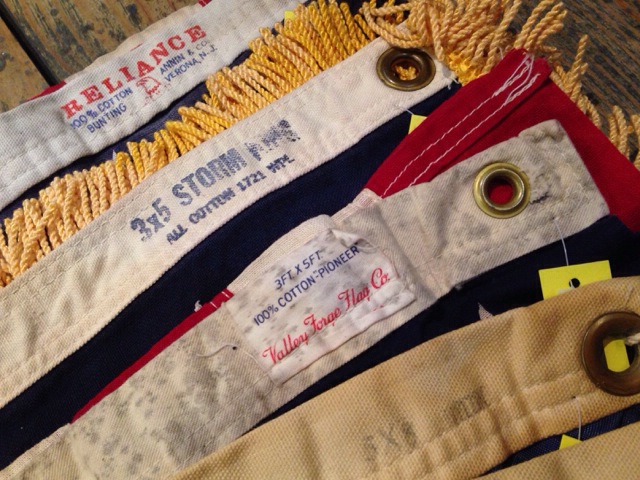 RELIANCE
100% COTTON ANNIN & CO.
BUNTING VERONA, N.J.
3x5 STORM
ALL COTTON 1721
3FT X 5FT
100% COTTON-PIONEER
Valley Forge Flag Co.